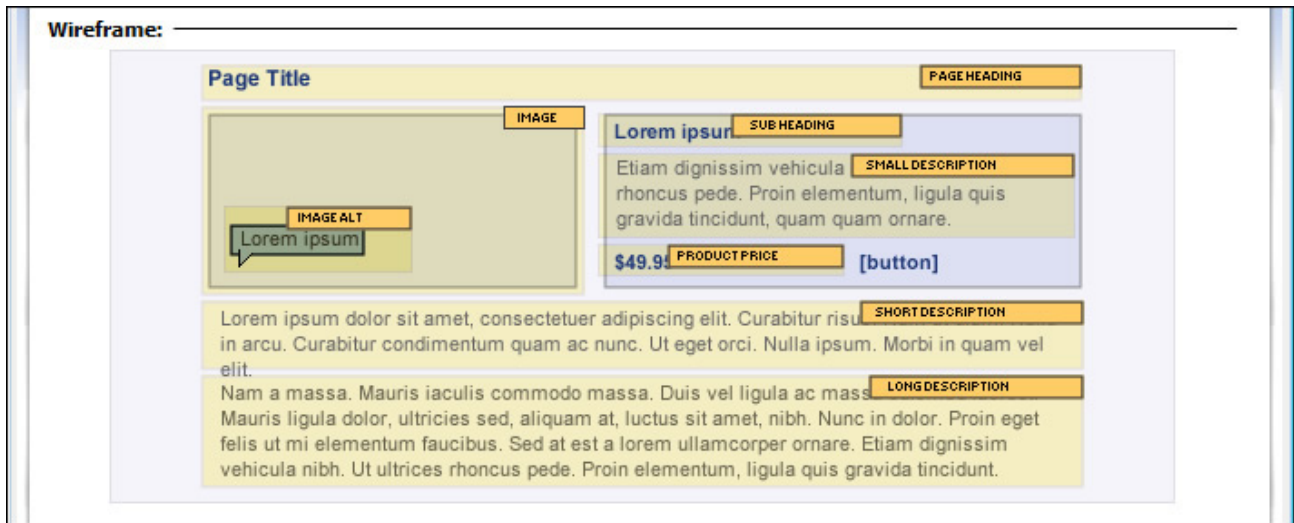 Wireframe:
Page Title
PAGE HEADING
IMAGE
IMAGE ALT
Lorem ipsum
Lorem ipsum
SUB HEADING
Etiam dignissim vehicula
SMALL DESCRIPTION
rhoncus pede. Proin elementum, ligula quis
gravida tincidunt, quam quam ornare.
$49.95
PRODUCT PRICE
[button]
Lorem ipsum dolor sit amet, consectetuer adipiscing elit. Curabitur
SHORT DESCRIPTION
in arcu. Curabitur condimentum quam ac nunc. Ut eget orci. Nulla ipsum. Morbi in quam vel
elit.
Nam a massa. Mauris iaculis commodo massa. Duis vel ligula ac
LONG DESCRIPTION
Mauris ligula dolor, ultricies sed, aliquam at, luctus sit amet, nibh. Nunc in dolor. Proin eget
felis ut mi elementum faucibus. Sed at est a lorem ullamcorper ornare. Etiam dignissim
vehicula nibh. Ut ultrices rhoncus pede. Proin elementum, ligula quis gravida tincidunt.